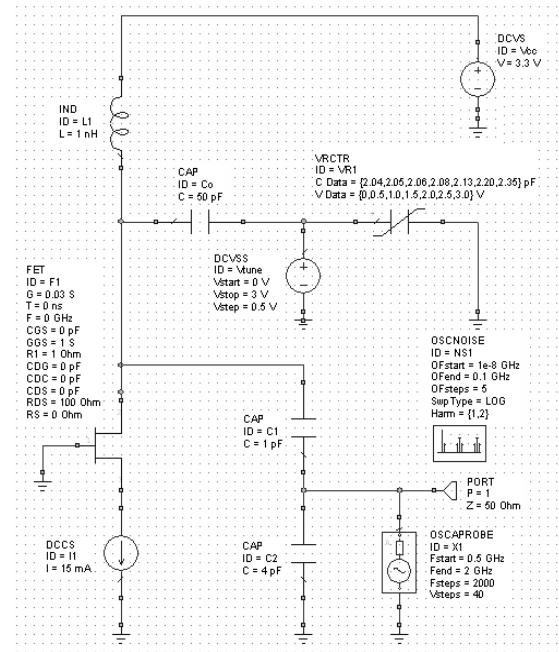 DCVS
ID = Vcc
V = 3.3 V
IND
ID = L1
L = 1 nH
CAP
ID = Co
C = 50 pF
VRCTR
ID = VR1
C Data = {2.04,2.05,2.06,2.08,2.13,2.20,2.35} pF
V Data = {0,0.5,1.0,1.5,2.0,2.5,3.0} V
DCVSS
ID = Vtune
Vstart = 0 V
Vstop = 3 V
Vstep = 0.5 V
FET
ID = F1
G = 0.03 S
T = 0 ns
F = 0 GHz
CGS = 0 pF
GGS = 1 S
R1 = 1 Ohm
CDG = 0 pF
CDC = 0 pF
CDS = 0 pF
RDS = 100 Ohm
RS = 0 Ohm
OSCNOISE
ID = NS1
OFstart = 1e-8 GHz
OFend = 0.1 GHz
OFsteps = 5
SwpType = LOG
Harm = {1,2}
CAP
ID = C1
C = 1 pF
PORT
P = 1
Z = 50 Ohm
DCCS
ID = I1
I = 15 mA
CAP
ID = C2
C = 4 pF
OSCAPROBE
ID = X1
Fstart = 0.5 GHz
Fend = 2 GHz
Fsteps = 2000
Vsteps = 40